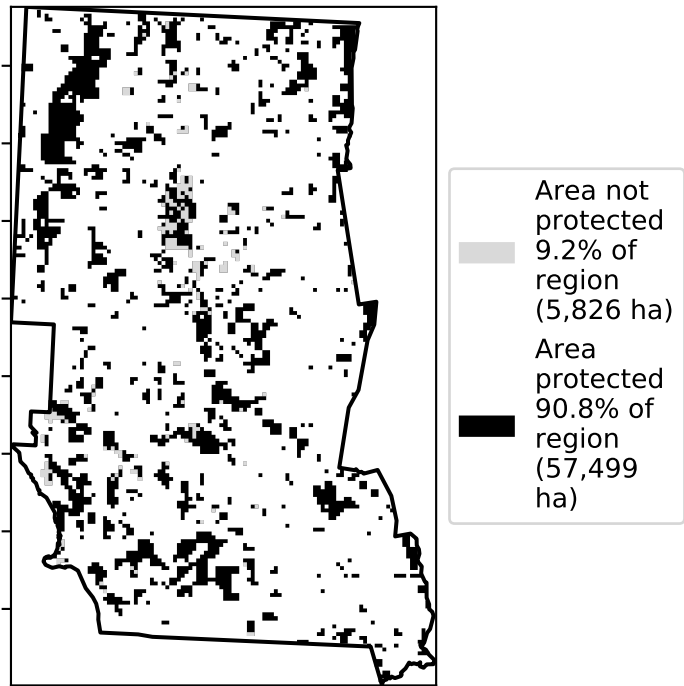 Area not
protected
9.2% of
region
(5,826 ha)
Area
protected
90.8% of
region
(57,499
ha)